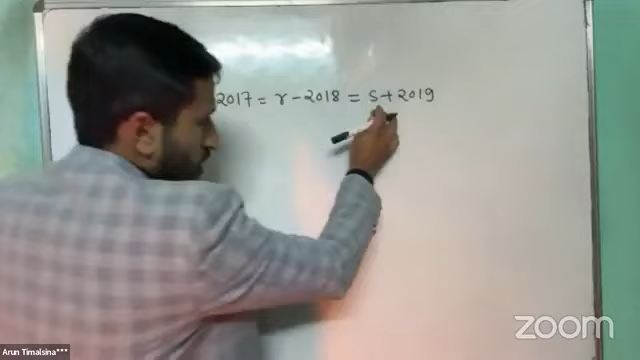 2017 = r - 2018 = s + 2019
zoom
Arun Timalsina***